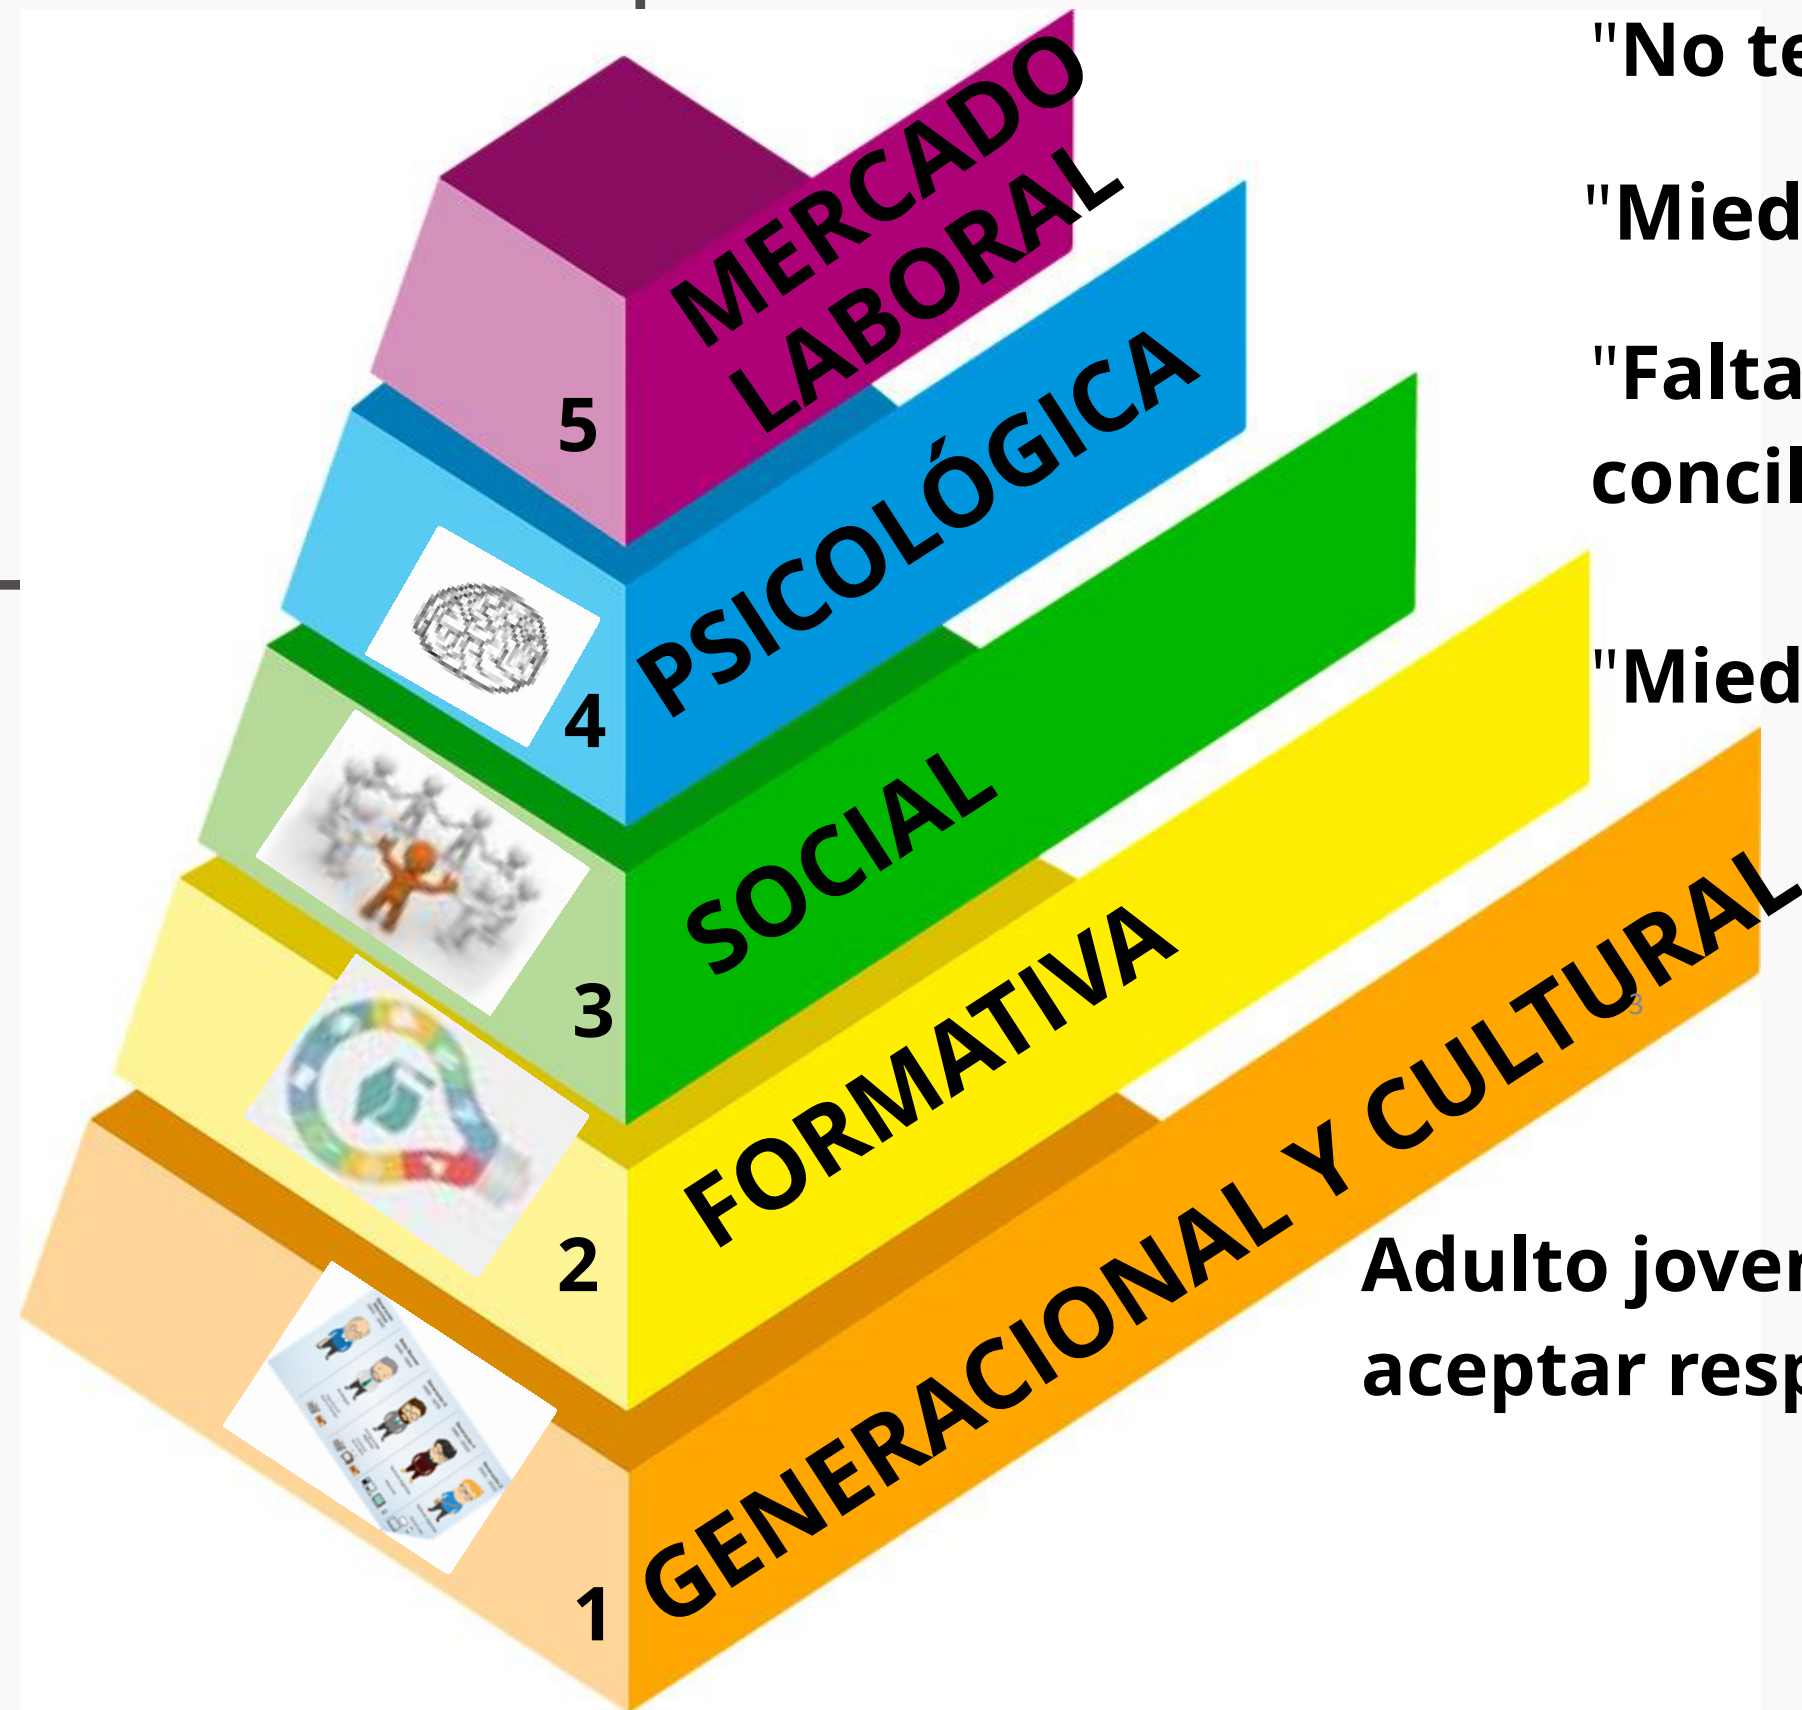 MERCADO
LABORAL
5
PSICOLÓGICA
4
SOCIAL
3
FORMATIVA
2
GENERACIONAL Y CULTURAL
3
1
"No te
"Mied
"Falta
concil
"Mied
Adulto joven
aceptar resp